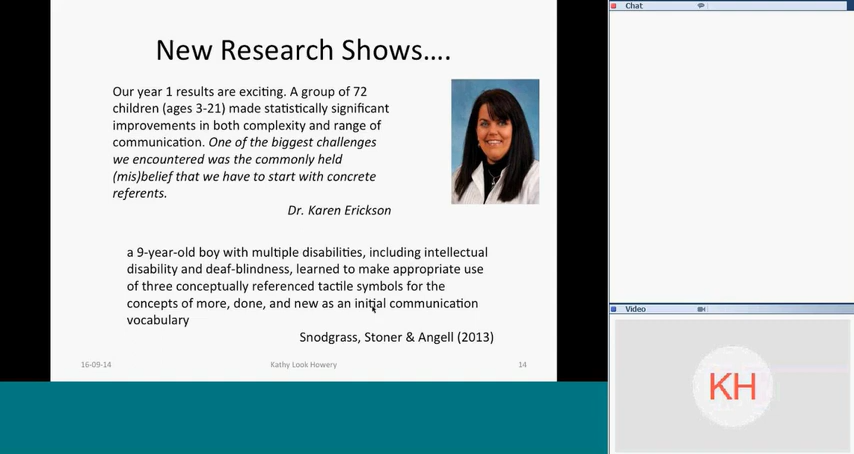 Chat
New Research Shows....
Our year 1 results are exciting. A group of 72
children (ages 3-21) made statistically significant
improvements in both complexity and range of
communication. One of the biggest challenges
we encountered was the commonly held
(mis)belief that we have to start with concrete
referents.
Dr. Karen Erickson
a 9-year-old boy with multiple disabilities, including intellectual
disability and deaf-blindness, learned to make appropriate use
of three conceptually referenced tactile symbols for the
concepts of more, done, and new as an initial communication
vocabulary
Snodgrass, Stoner & Angell (2013)
16-09-14
Kathy Look Howery
14
Video
KH